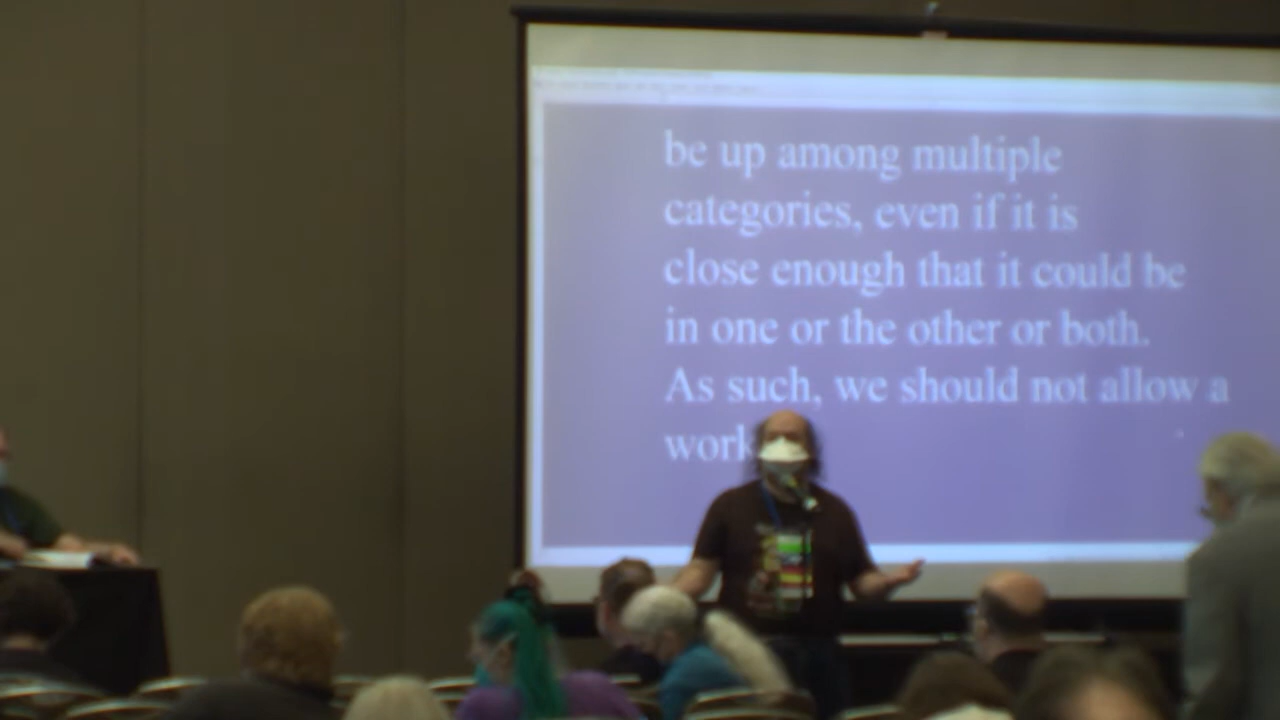 be up among multiple
categories, even if it is
close enough that it could be
in one or the other or both.
As such, we should not allow a
work